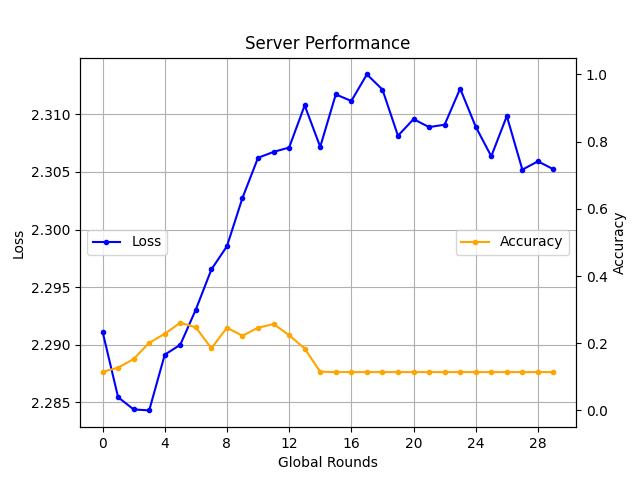 Server Performance
2.310
2.305
2.300
2.295
2.290
2.285
Loss
Loss
Accuracy
1.0
0.8
0.6
0.4
0.2
0.0
Accuracy
0 4 8 12 16 20 24 28
Global Rounds